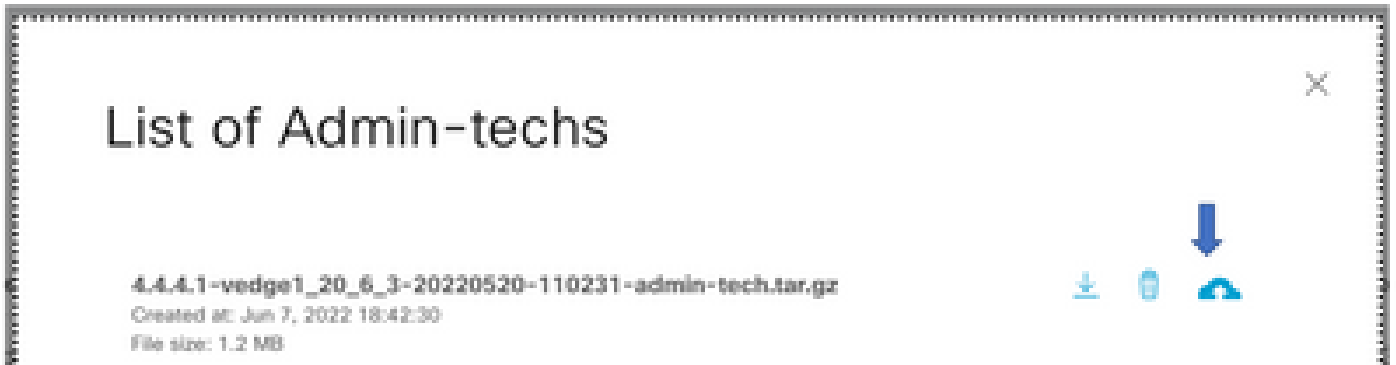 List of Admin-techs
4.4.4.1-vedge1_20_6_3-20220520-110231-admin-tech.tar.gz
Created at: Jun 7, 2022 18:42:30
File size: 1.2 MB